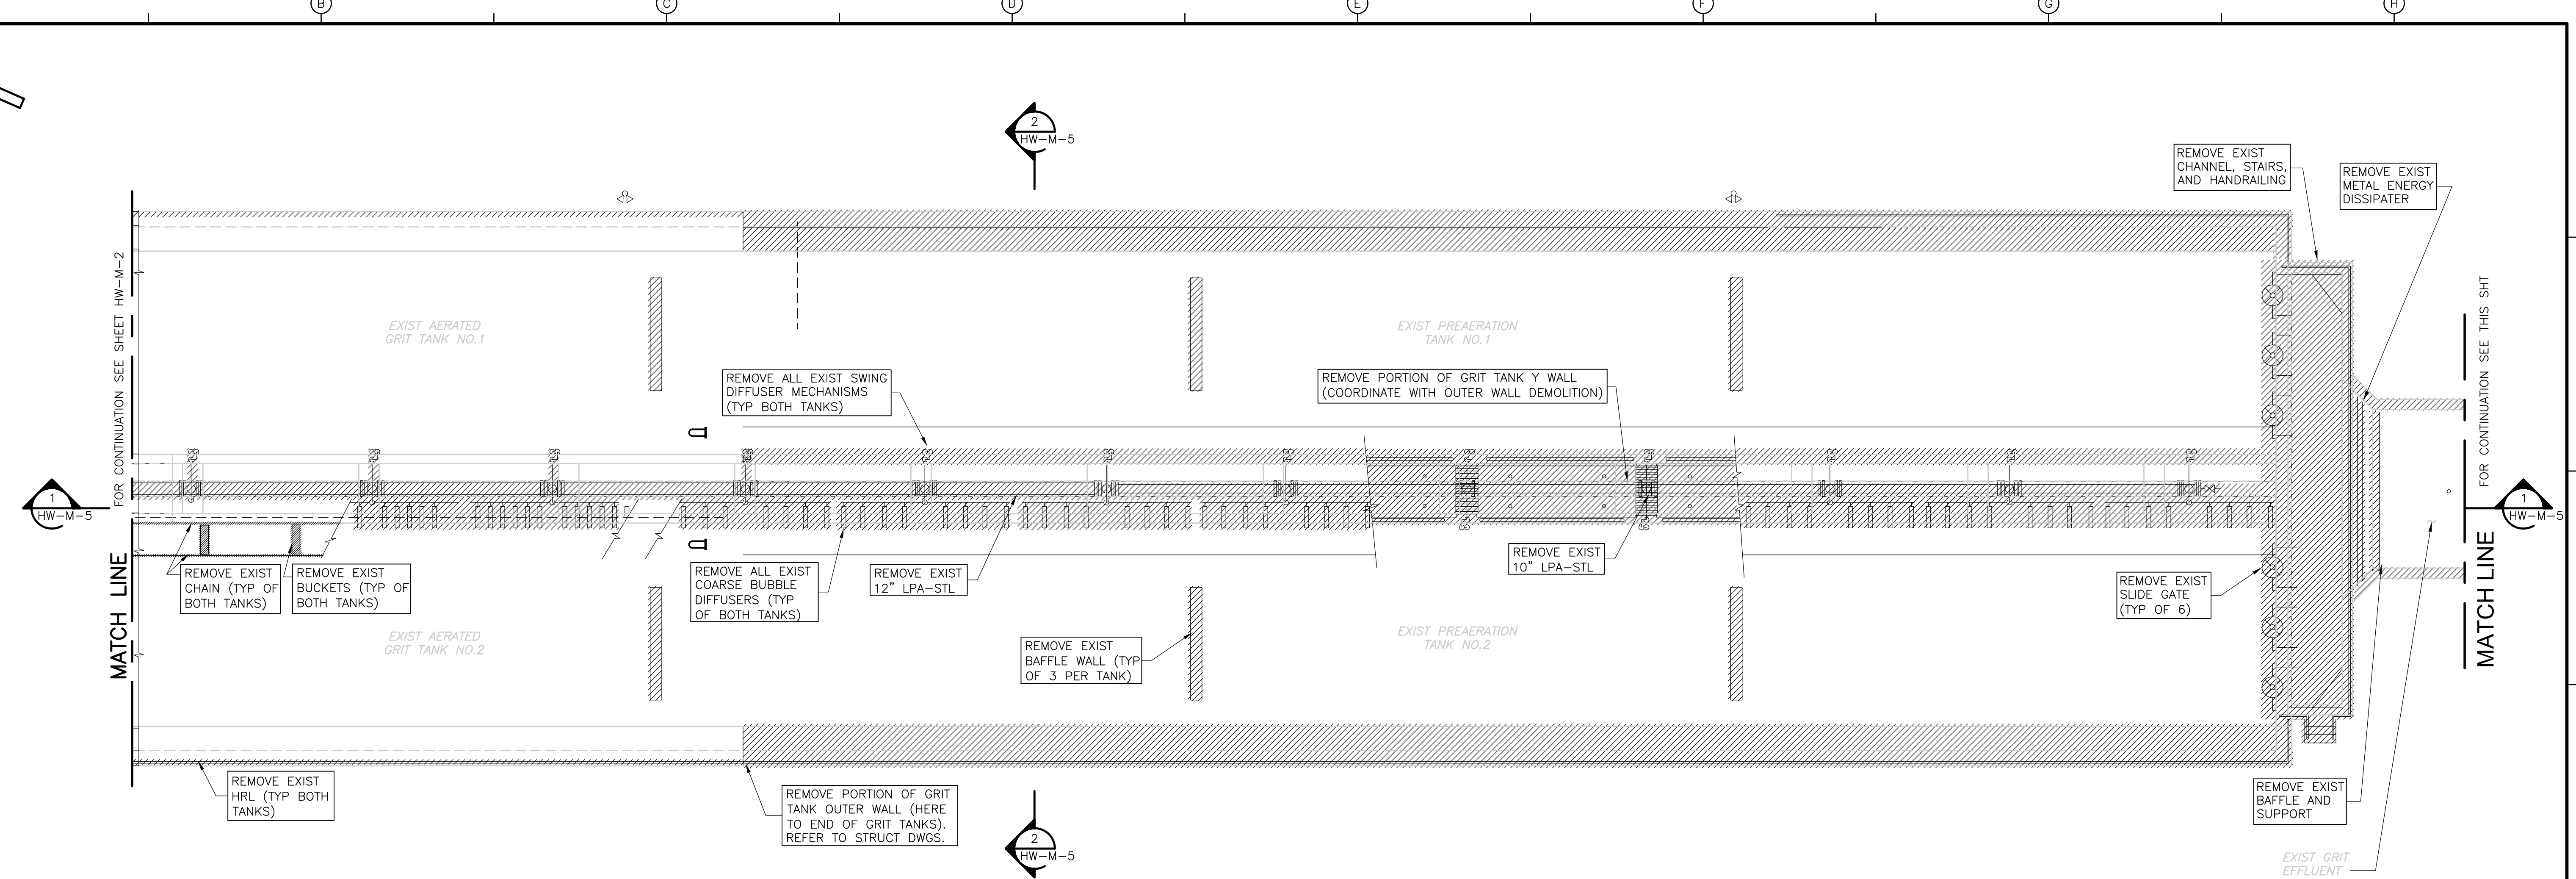 B
C
D
E
F
G
H
2
HW-M-5
REMOVE EXIST
CHANNEL, STAIRS,
AND HANDRAILING
REMOVE EXIST
METAL ENERGY
DISSIPATER
FOR CONTINUATION SEE SHEET HW-M-2
MATCH LINE
FOR CONTINUATION SEE THIS SHT
MATCH LINE
EXIST AERATED
GRIT TANK NO.1
EXIST PREAERATION
TANK NO.1
REMOVE ALL EXIST SWING
DIFFUSER MECHANISMS
(TYP BOTH TANKS)
REMOVE PORTION OF GRIT TANK Y WALL
(COORDINATE WITH OUTER WALL DEMOLITION)
1
HW-M-5
1
HW-M-5
REMOVE EXIST
CHAIN (TYP OF
BOTH TANKS)
REMOVE EXIST
BUCKETS (TYP OF
BOTH TANKS)
REMOVE ALL EXIST
COARSE BUBBLE
DIFFUSERS (TYP
OF BOTH TANKS)
REMOVE EXIST
12" LPA-STL
REMOVE EXIST
10" LPA-STL
REMOVE EXIST
SLIDE GATE
(TYP OF 6)
EXIST AERATED
GRIT TANK NO.2
REMOVE EXIST
BAFFLE WALL (TYP
OF 3 PER TANK)
EXIST PREAERATION
TANK NO.2
REMOVE EXIST
HRL (TYP BOTH
TANKS)
REMOVE PORTION OF GRIT
TANK OUTER WALL (HERE
TO END OF GRIT TANKS).
REFER TO STRUCT DWGS.
2
HW-M-5
REMOVE EXIST
BAFFLE AND
SUPPORT
EXIST GRIT
EFFLUENT